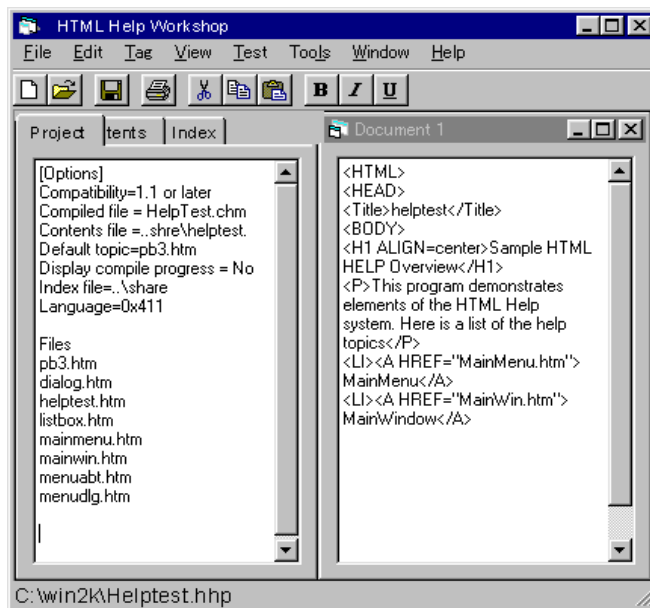 HTML Help Workshop
File Edit Tag View Test Tools Window Help
B I U
Project tents Index
[Options]
Compatibility=1.1 or later
Compiled file = HelpTest.chm
Contents file =..shre\helptest.
Default topic=pb3.htm
Display compile progress = No
Index file=..\share
Language=0x411
Files
pb3.htm
dialog.htm
helptest.htm
listbox.htm
mainmenu.htm
mainwin.htm
menuabt.htm
menudlg.htm
Document 1
<HTML>
<HEAD>
<Title>helptest</Title>
<BODY>
<H1 ALIGN=center>Sample HTML
HELP Overview</H1>
<P>This program demonstrates
elements of the HTML Help
system. Here is a list of the help
topics</P>
<LI><A HREF="MainMenu.htm">
MainMenu</A>
<LI><A HREF="MainWin.htm">
MainWindow</A>
C:\win2k\Helptest.hhp